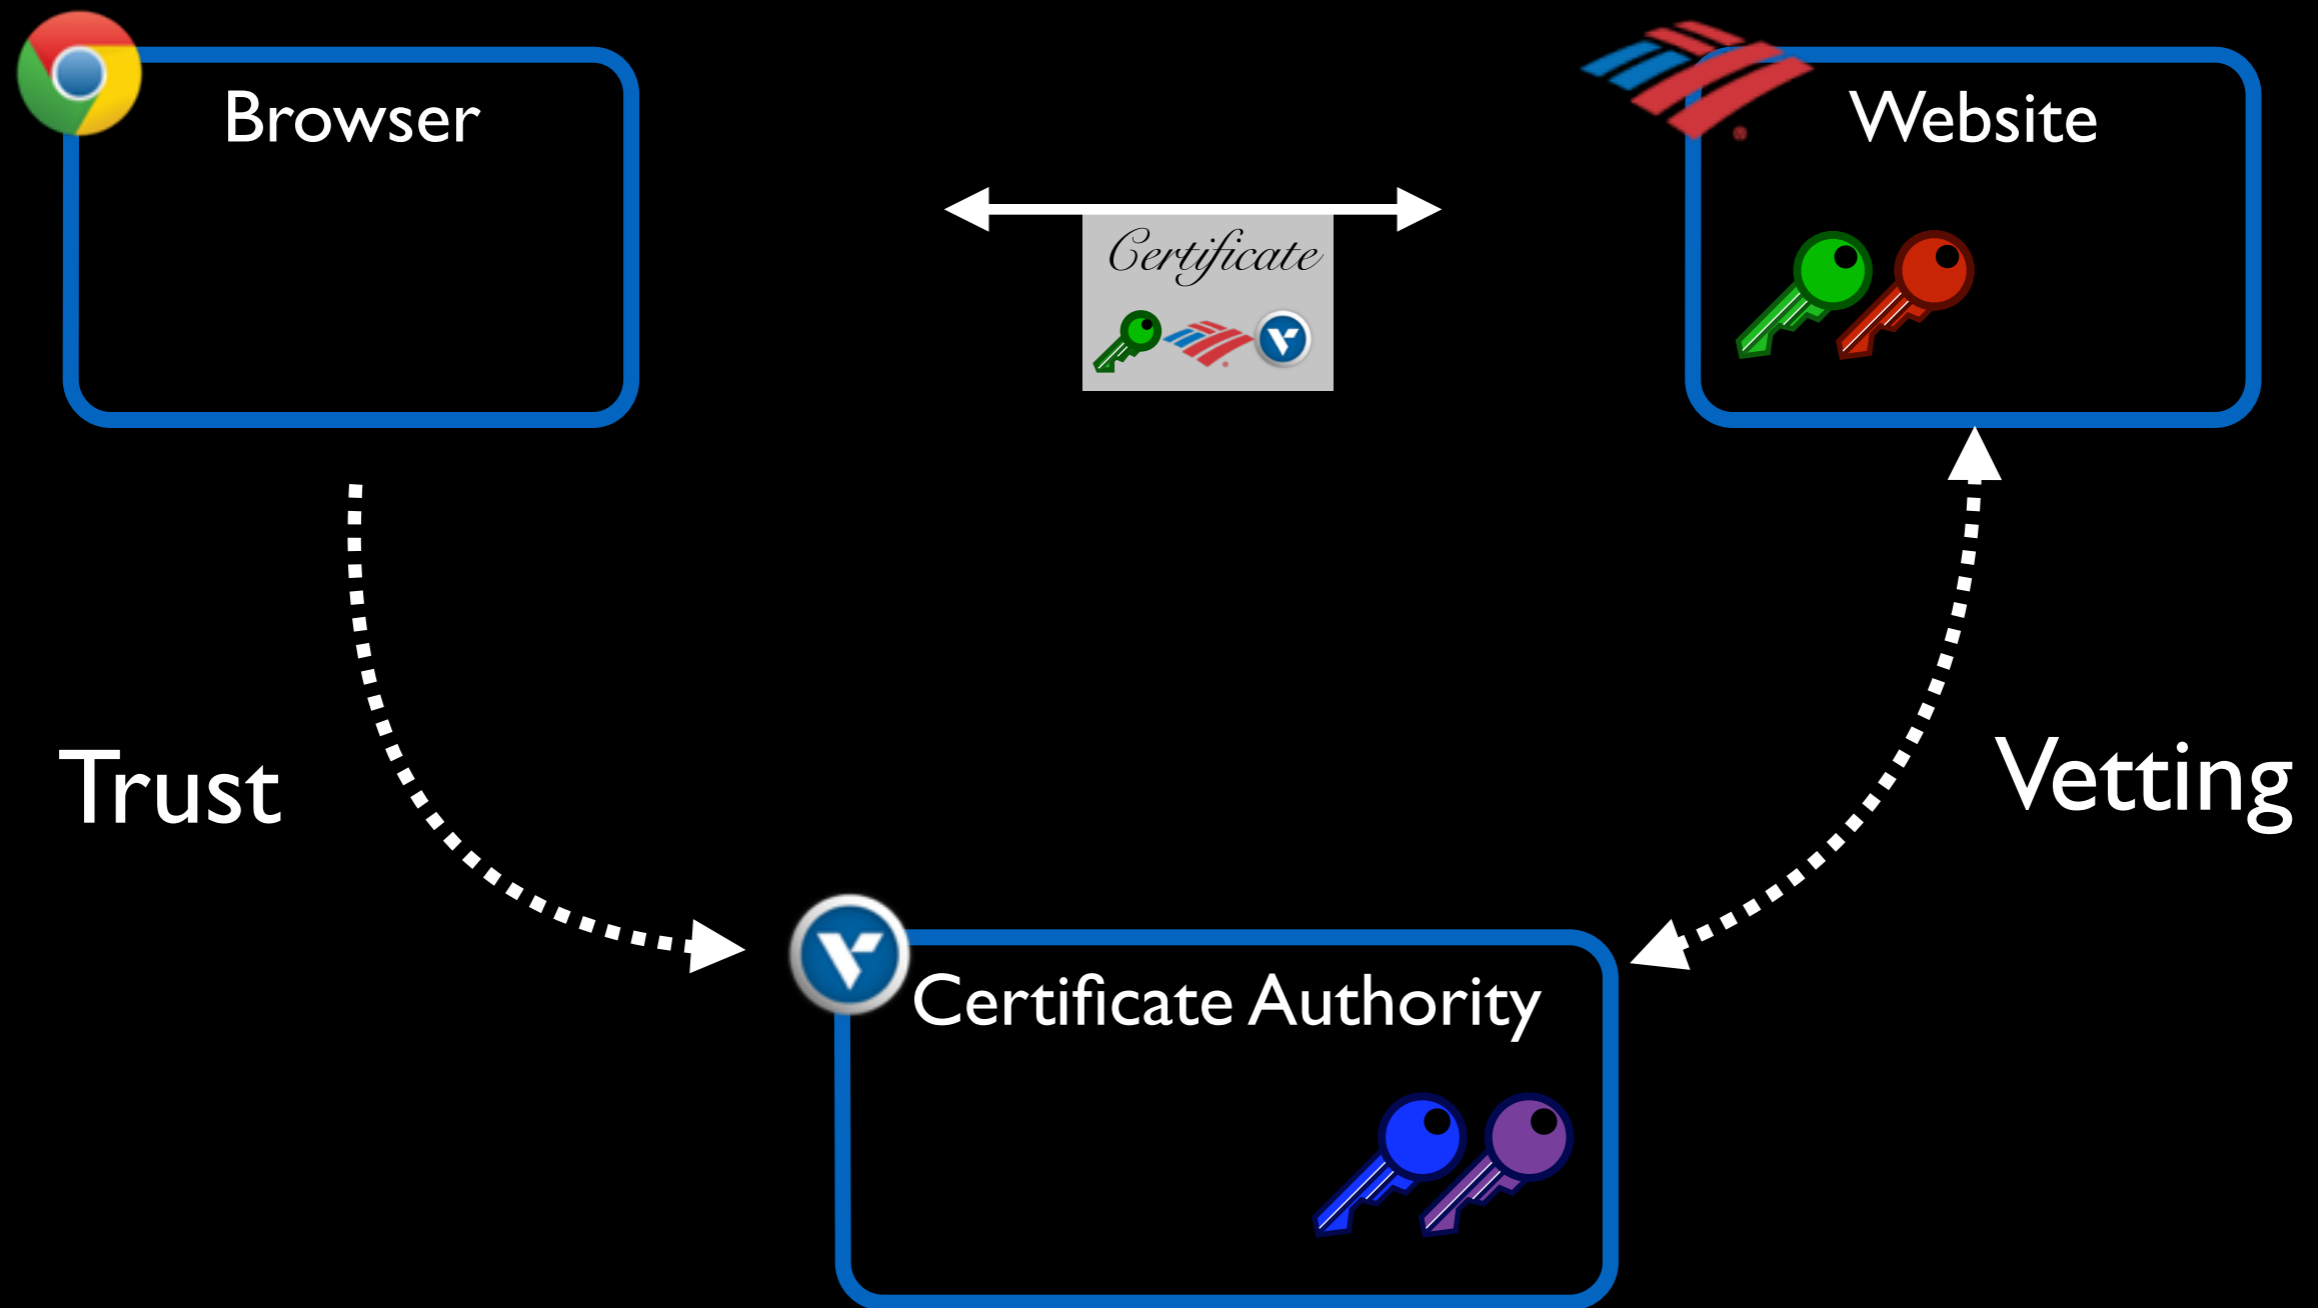 Browser
Website
Certificate
Trust
Vetting
Certificate Authority